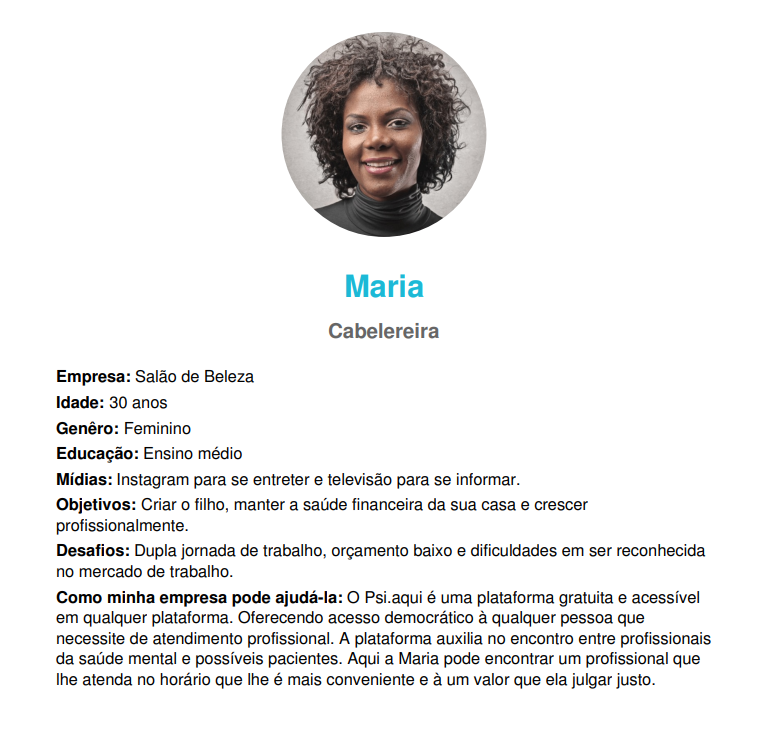 Maria
Cabelereira
Empresa: Salão de Beleza
Idade: 30 anos
Genêro: Feminino
Educação: Ensino médio
Mídias: Instagram para se entreter e televisão para se informar.
Objetivos: Criar o filho, manter a saúde financeira da sua casa e crescer
profissionalmente.
Desafios: Dupla jornada de trabalho, orçamento baixo e dificuldades em ser reconhecida
no mercado de trabalho.
Como minha empresa pode ajudá-la: O Psi.aqui é uma plataforma gratuita e acessível
em qualquer plataforma. Oferecendo acesso democrático à qualquer pessoa que
necessite de atendimento profissional. A plataforma auxilia no encontro entre profissionais
da saúde mental e possíveis pacientes. Aqui a Maria pode encontrar um profissional que
lhe atenda no horário que lhe é mais conveniente e à um valor que ela julgar justo.